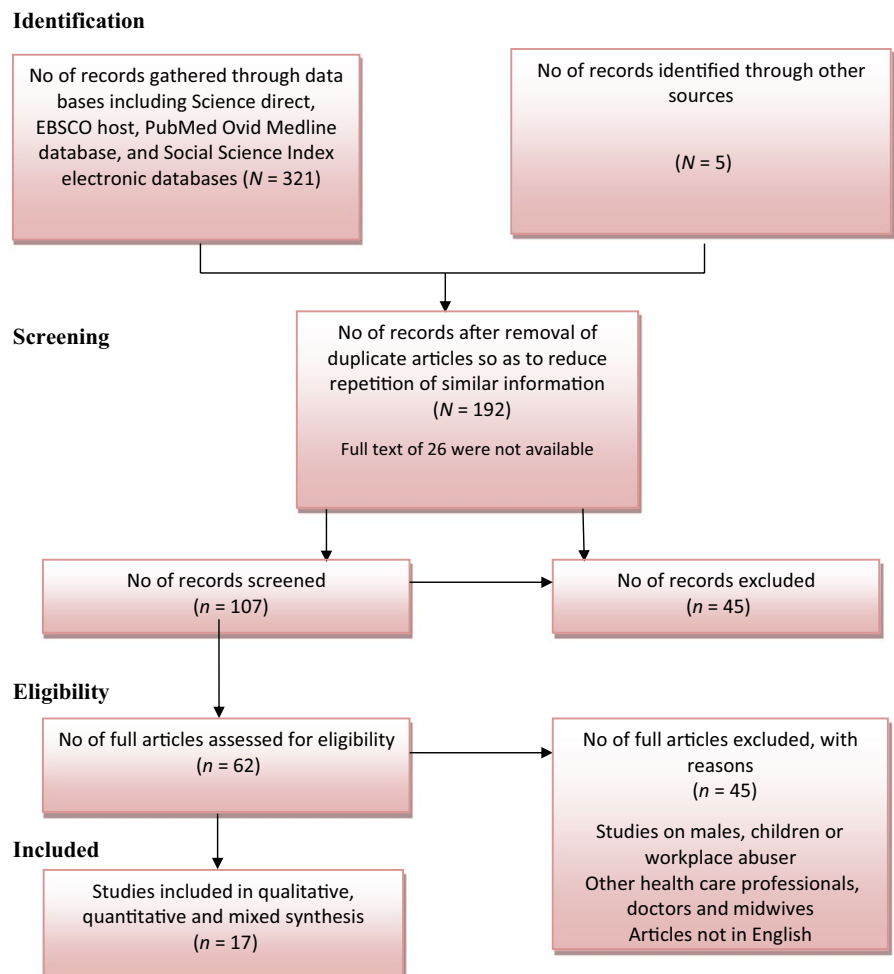 Identification
No of records gathered through data
bases including Science direct,
EBSCO host, PubMed Ovid Medline
database, and Social Science Index
electronic databases (N = 321)
No of records identified through other
sources
(N = 5)
Screening
No of records after removal of
duplicate articles so as to reduce
repetition of similar information
(N = 192)
Full text of 26 were not available
No of records screened
(n = 107)
No of records excluded
(n = 45)
Eligibility
No of full articles assessed for eligibility
(n = 62)
No of full articles excluded, with
reasons
(n = 45)
Studies on males, children or
workplace abuser
Other health care professionals,
doctors and midwives
Articles not in English
Included
Studies included in qualitative,
quantitative and mixed synthesis
(n = 17)